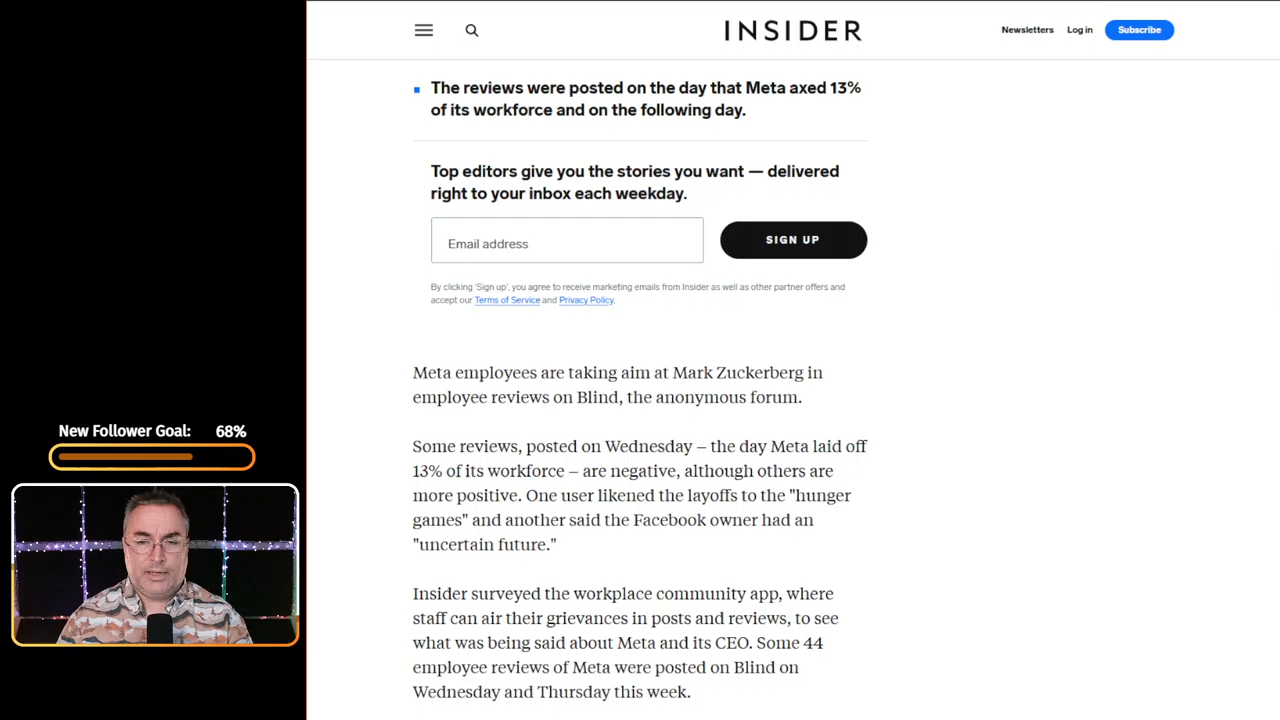 INSIDER
Newsletters
Log in
Subscribe
The reviews were posted on the day that Meta axed 13%
of its workforce and on the following day.
Top editors give you the stories you want — delivered
right to your inbox each weekday.
Email address
SIGN UP
By clicking 'Sign up', you agree to receive marketing emails from Insider as well as other partner offers and
accept our Terms of Service and Privacy Policy.
Meta employees are taking aim at Mark Zuckerberg in
employee reviews on Blind, the anonymous forum.
Some reviews, posted on Wednesday – the day Meta laid off
13% of its workforce – are negative, although others are
more positive. One user likened the layoffs to the "hunger
games" and another said the Facebook owner had an
"uncertain future."
Insider surveyed the workplace community app, where
staff can air their grievances in posts and reviews, to see
what was being said about Meta and its CEO. Some 44
employee reviews of Meta were posted on Blind on
Wednesday and Thursday this week.
New Follower Goal: 68%